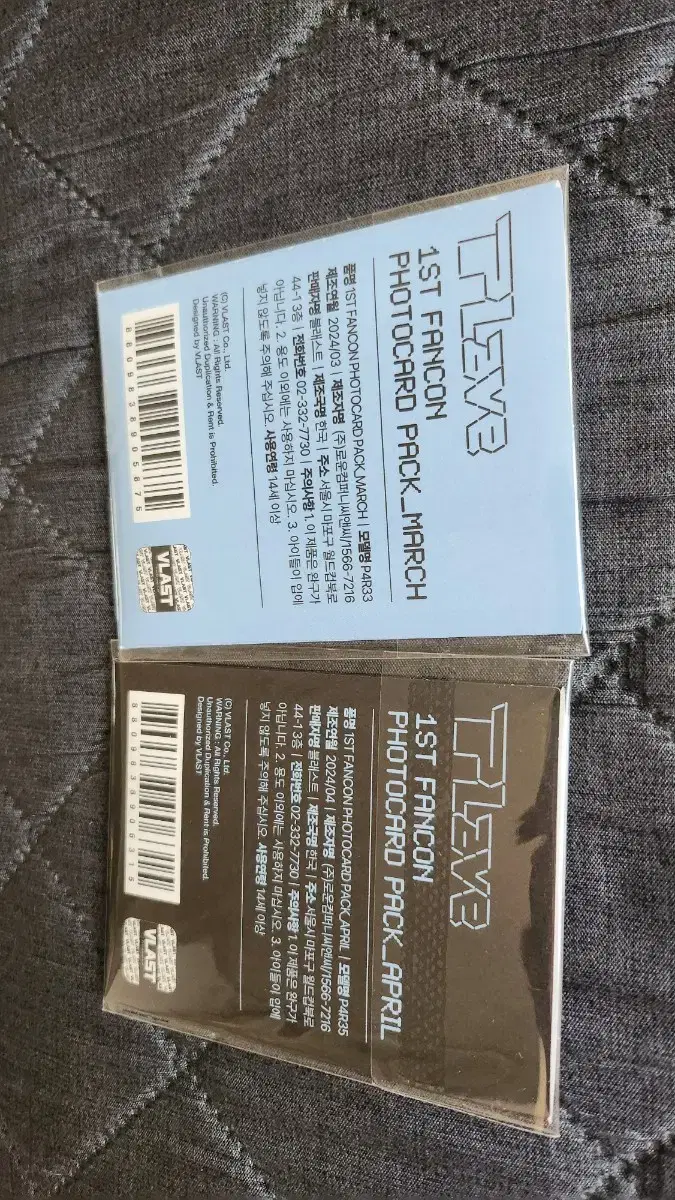 PLAVE
1ST FANCON
PHOTOCARD PACK_MARCH
품명 1ST FANCON PHOTOCARD PACK_MARCH | 모델명 P4R33
제조연월 2024/03 | 제조자명 (주)로운컴퍼니씨앤씨/1566-7216
판매자명 블래스트 | 제조국명 한국 | 주소 서울시 마포구 월드컵북로
44-1 3층 | 전화번호 02-332-7730 | 주의사항 1. 이 제품은 완구가
아닙니다. 2. 용도 이외에는 사용하지 마십시오. 3. 아이들이 입에
넣지 않도록 주의해 주십시오. 사용연령 14세 이상
(C) VLAST Co., Ltd.
WARNING : All Rights Reserved.
Unauthorized Duplication & Rent is Prohibited.
Designed by VLAST
8809838905875
VLAST
PLAVE
1ST FANCON
PHOTOCARD PACK_APRIL
품명 1ST FANCON PHOTOCARD PACK_APRIL | 모델명 P4R35
제조연월 2024/04 | 제조자명 (주)로운컴퍼니씨앤씨/1566-7216
판매자명 블래스트 | 제조국명 한국 | 주소 서울시 마포구 월드컵북로
44-1 3층 | 전화번호 02-332-7730 | 주의사항 1. 이 제품은 완구가
아닙니다. 2. 용도 이외에는 사용하지 마십시오. 3. 아이들이 입에
넣지 않도록 주의해 주십시오. 사용연령 14세 이상
(C) VLAST Co., Ltd.
WARNING : All Rights Reserved.
Unauthorized Duplication & Rent is Prohibited.
Designed by VLAST
8809838906315
VLAST